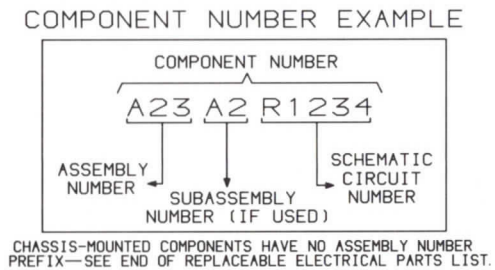 COMPONENT NUMBER EXAMPLE
COMPONENT NUMBER
A23 A2 R1234
ASSEMBLY
NUMBER
SUBASSEMBLY
NUMBER (IF USED)
SCHEMATIC
CIRCUIT
NUMBER
CHASSIS-MOUNTED COMPONENTS HAVE NO ASSEMBLY NUMBER
PREFIX—SEE END OF REPLACEABLE ELECTRICAL PARTS LIST.